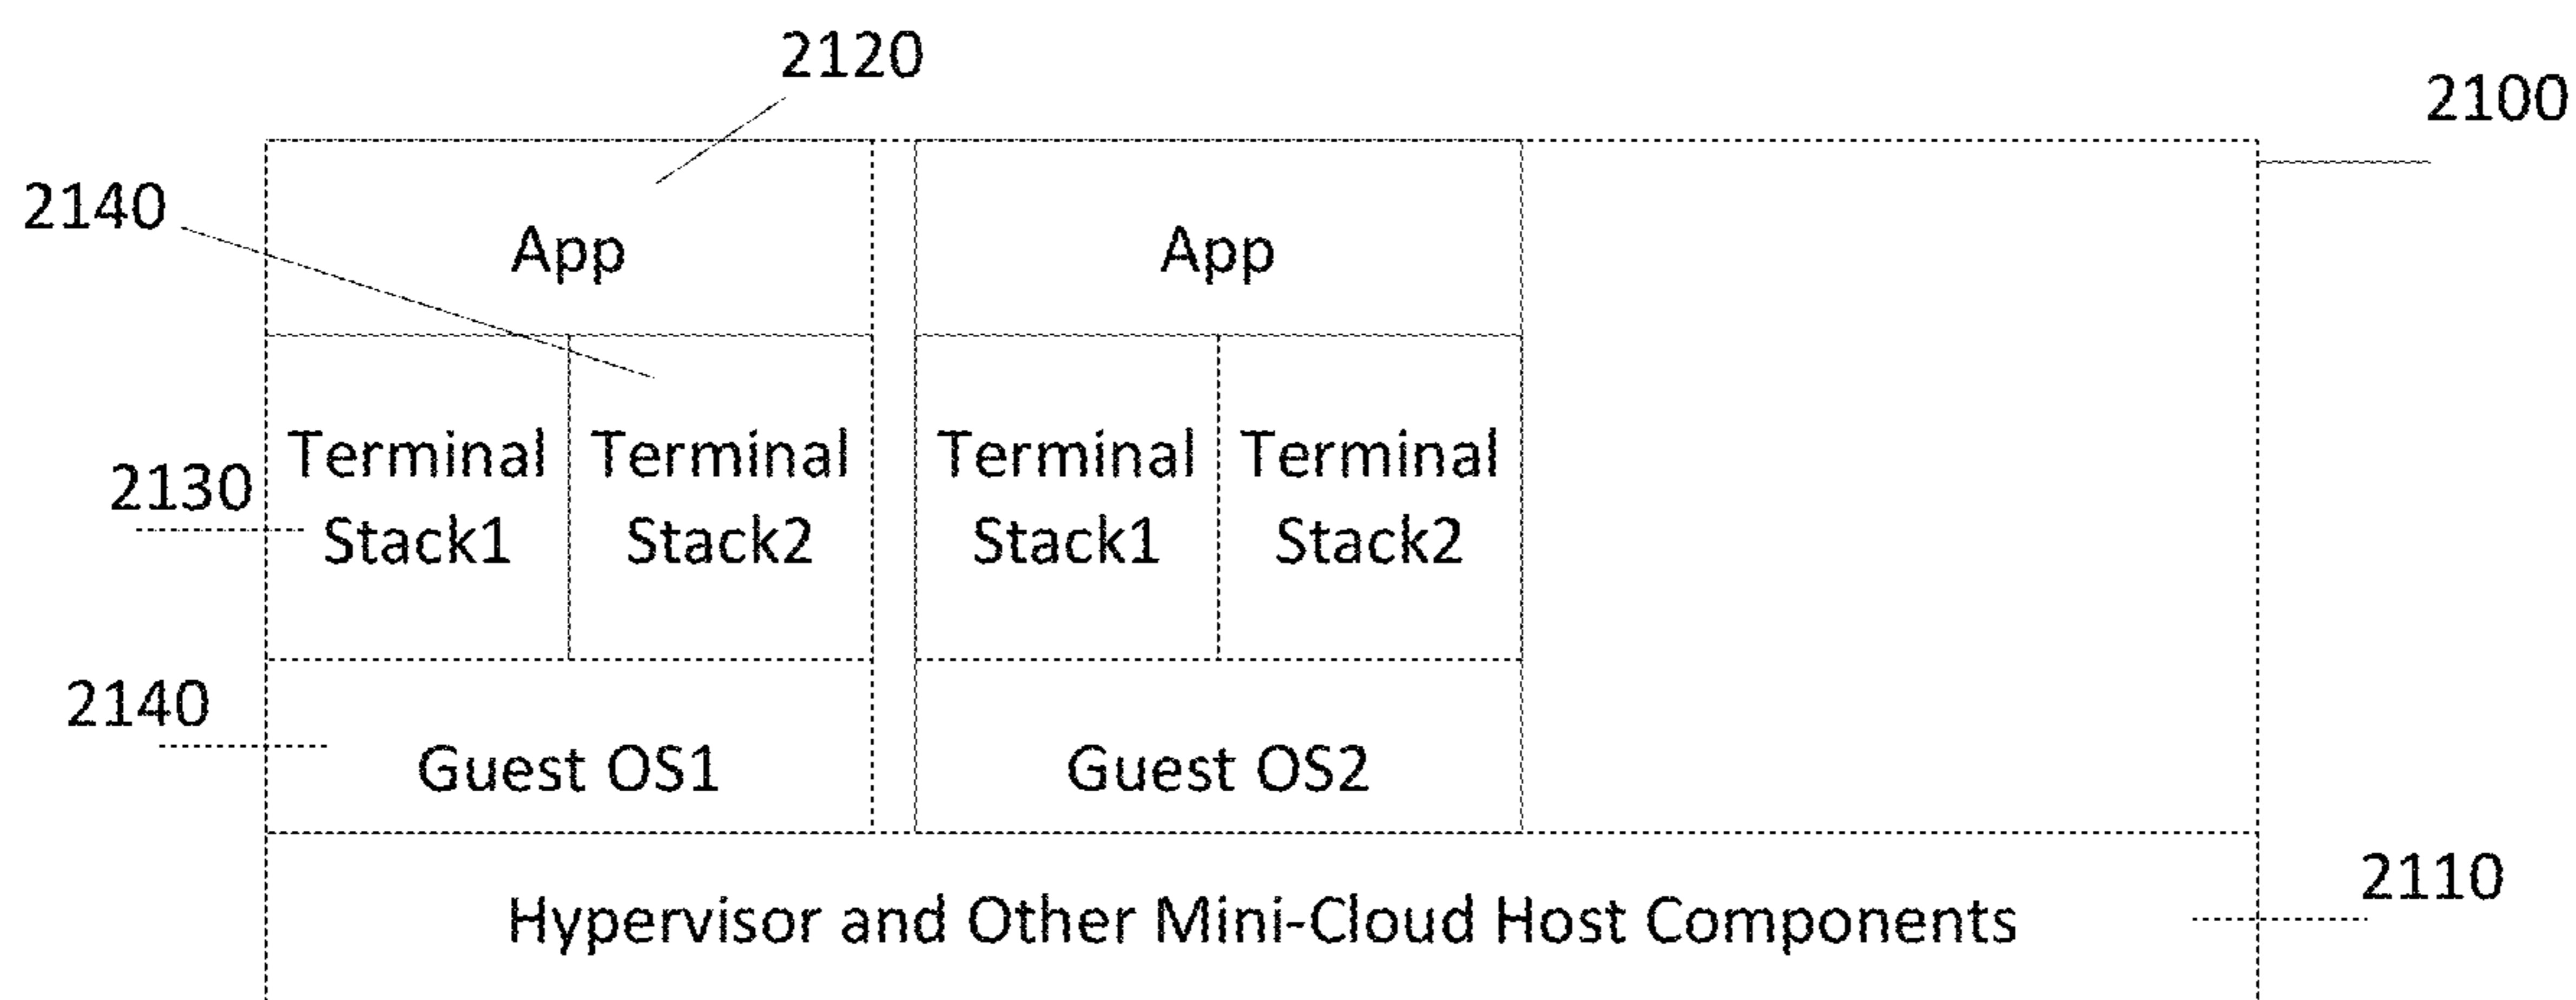 2120
2100
2140
App
App
2130
Terminal
Stack1
Terminal
Stack2
Terminal
Stack1
Terminal
Stack2
2140
Guest OS1
Guest OS2
2110
Hypervisor and Other Mini-Cloud Host Components